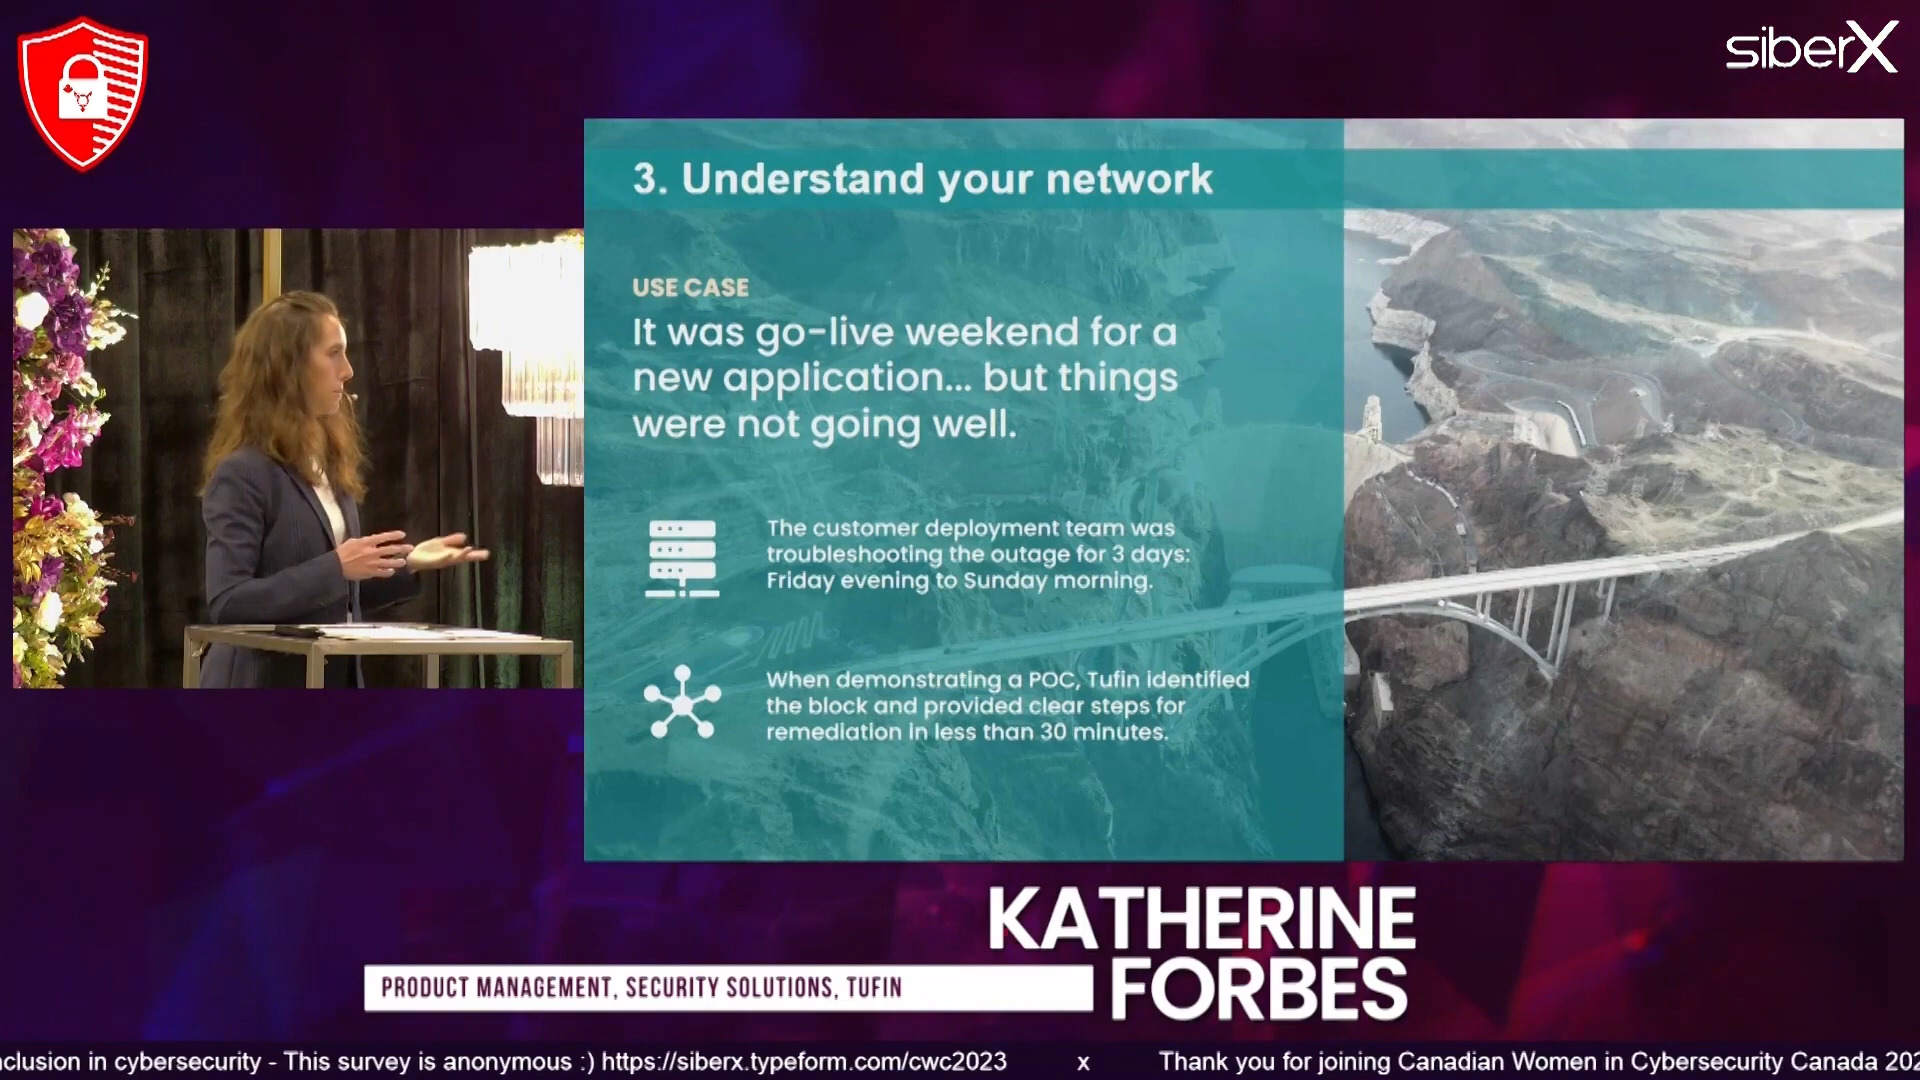 siberX
3. Understand your network
USE CASE
It was go-live weekend for a
new application... but things
were not going well.
The customer deployment team was
troubleshooting the outage for 3 days:
Friday evening to Sunday morning.
When demonstrating a POC, Tufin identified
the block and provided clear steps for
remediation in less than 30 minutes.
KATHERINE
FORBES
PRODUCT MANAGEMENT, SECURITY SOLUTIONS, TUFIN
clusion in cybersecurity - This survey is anonymous :) https://siberx.typeform.com/cwc2023 x Thank you for joining Canadian Women in Cybersecurity Canada 202